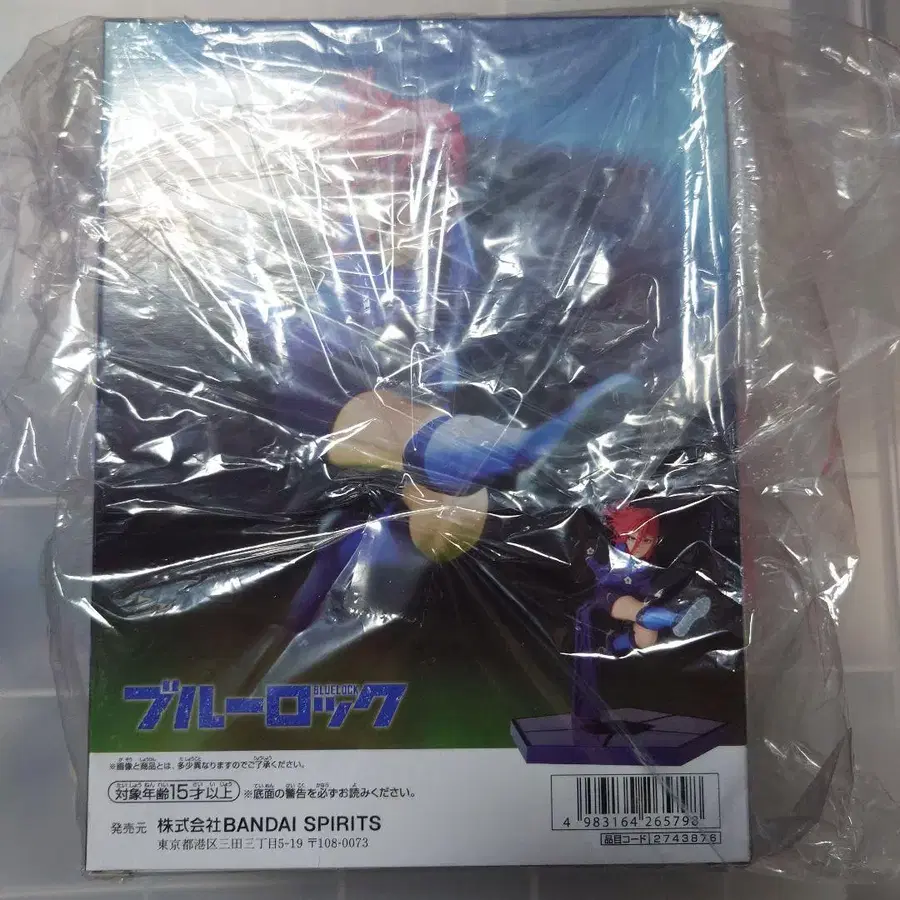 ブルーロック
BLUELOCK
※画像と商品とは、多少異なりますのでご了承ください。
対象年齢15才以上 ※底面の警告を必ずお読みください。
発売元 株式会社BANDAI SPIRITS
東京都港区三田三丁目5-19 〒108-0073
4 983164 265798
品目コード 2743876